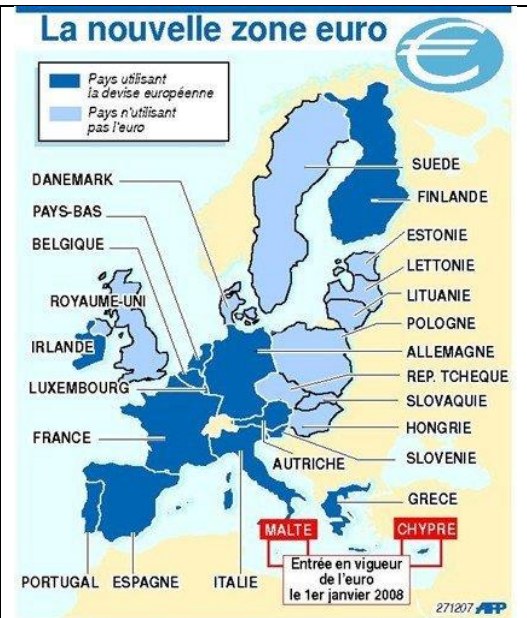 La nouvelle zone euro
€
Pays utilisant
la devise européenne
Pays n'utilisant
pas l'euro
SUEDE
DANEMARK
FINLANDE
PAYS-BAS
ESTONIE
BELGIQUE
LETTONIE
LITUANIE
ROYAUME-UNI
POLOGNE
IRLANDE
ALLEMAGNE
REP. TCHEQUE
LUXEMBOURG
SLOVAQUIE
HONGRIE
FRANCE
SLOVENIE
AUTRICHE
GRECE
MALTE
CHYPRE
Entrée en vigueur
de l'euro
le 1er janvier 2008
PORTUGAL ESPAGNE ITALIE
271207 AFP